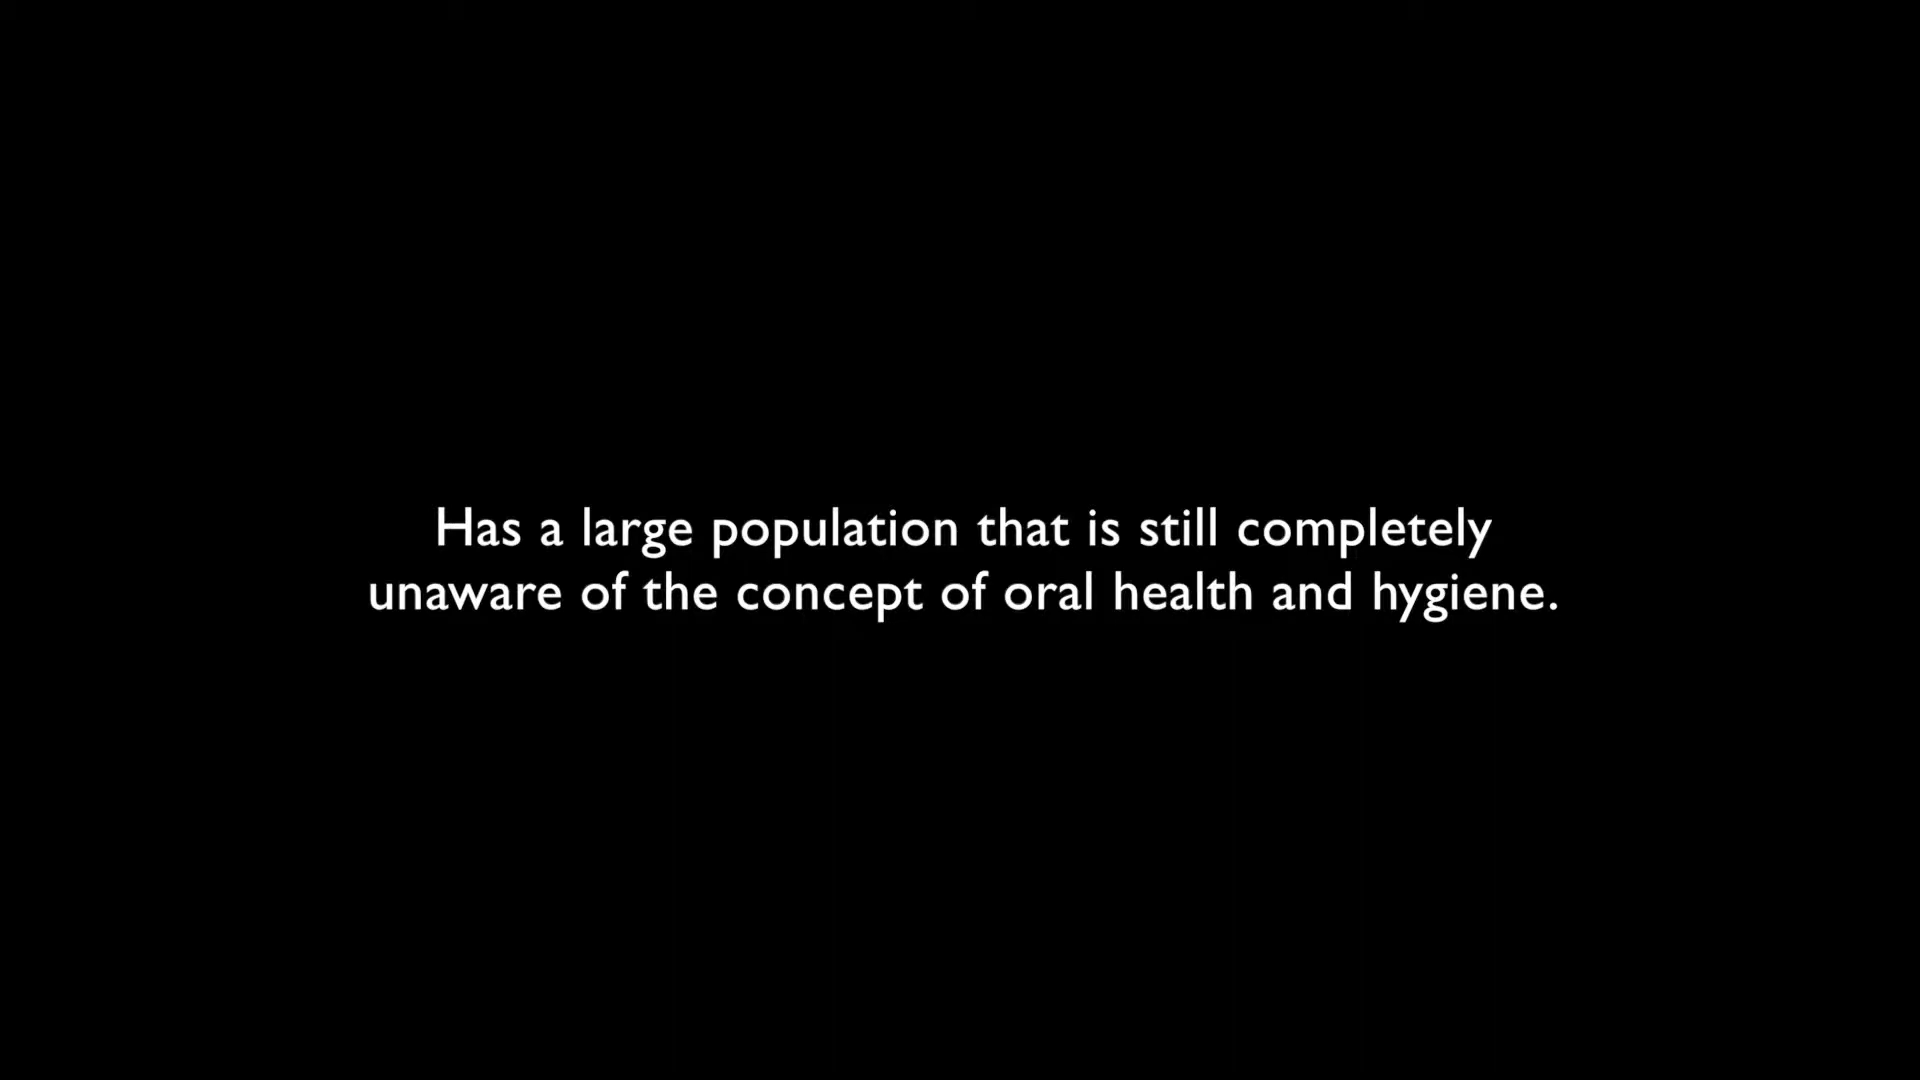 Has a large population that is still completely
unaware of the concept of oral health and hygiene.